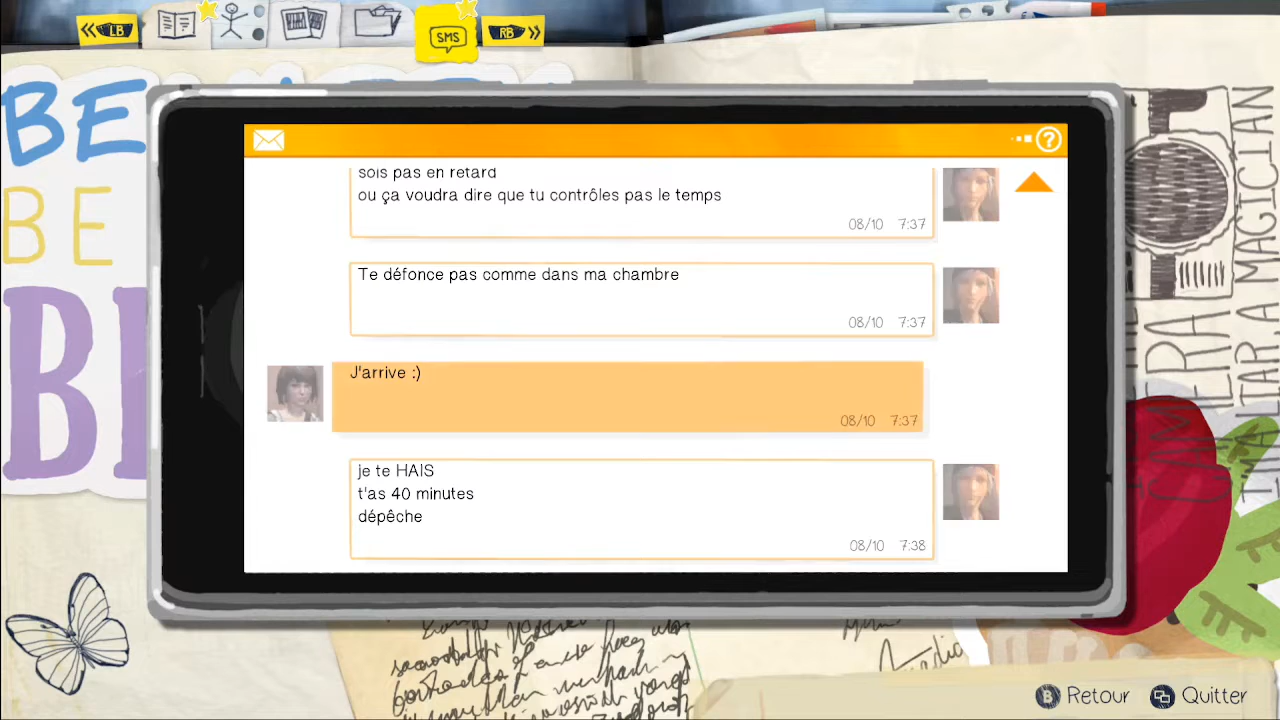 LB
SMS
RB
BE
BE
sois pas en retard
ou ça voudra dire que tu contrôles pas le temps
08/10 7:37
Te défonce pas comme dans ma chambre
08/10 7:37
J'arrive :)
08/10 7:37
je te HAIS
t'as 40 minutes
dépêche
08/10 7:38
?
CAMERA
I'M LIAR A MAGICIAN
B Retour
Quitter